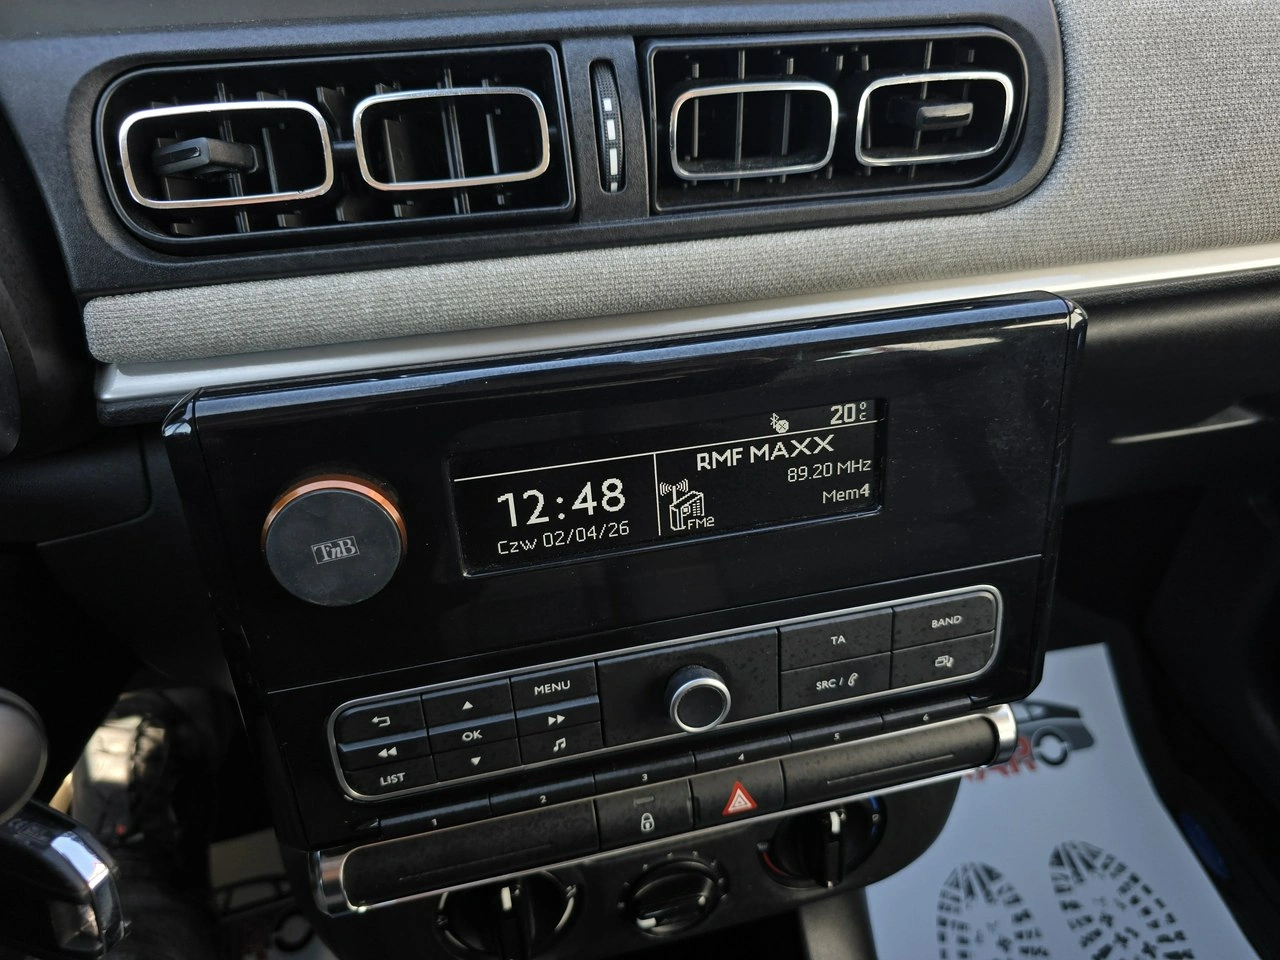 20°C
RMF MAXX
12:48
89.20 MHz
Mem4
Czw 02/04/26
FM2
TnB
TA
BAND
MENU
SRC /
OK
LIST
1
2
3
4
5
6